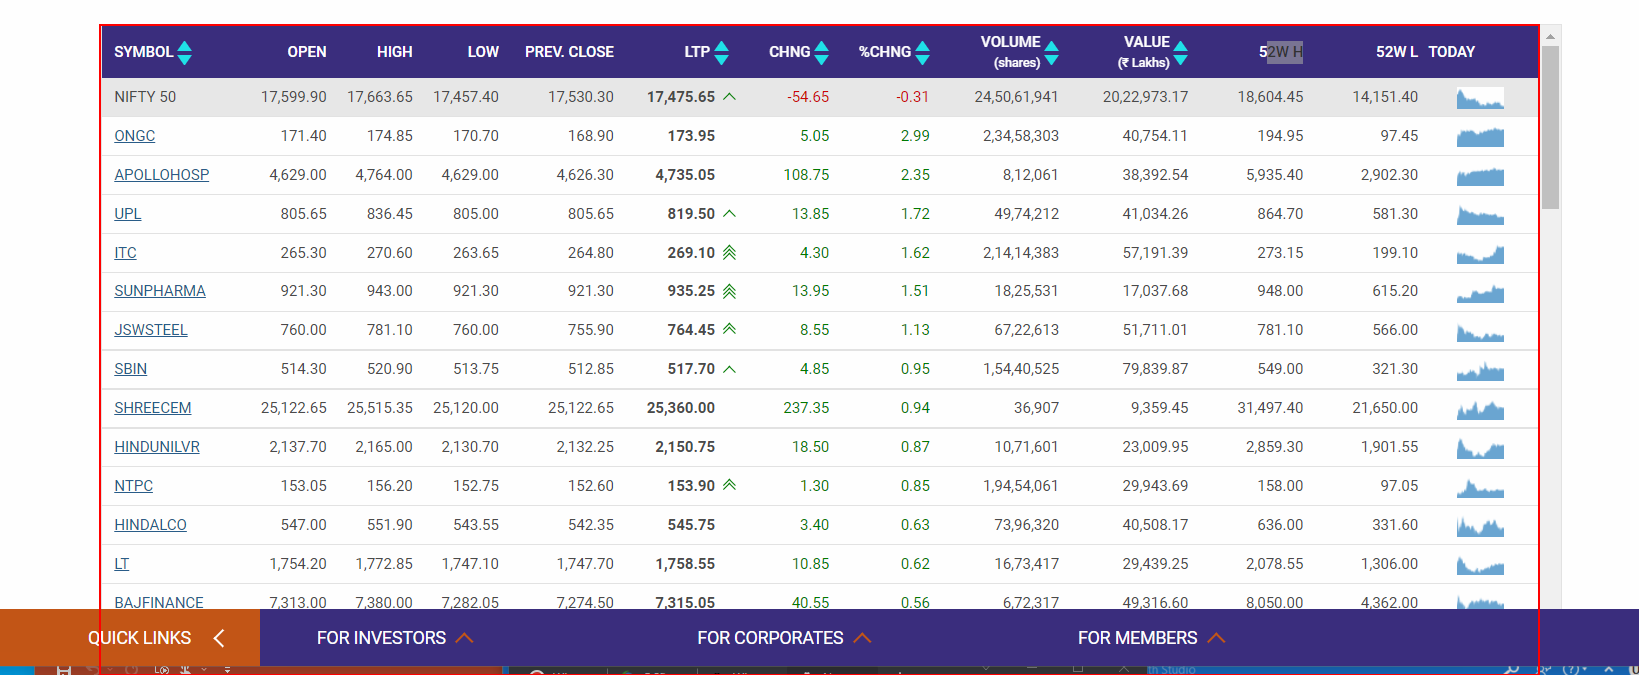 SYMBOL OPEN HIGH LOW PREV. CLOSE LTP CHNG %CHNG VOLUME (shares) VALUE (₹ Lakhs) 52W H 52W L TODAY
NIFTY 50 17,599.90 17,663.65 17,457.40 17,530.30 17,475.65 -54.65 -0.31 24,50,61,941 20,22,973.17 18,604.45 14,151.40
ONGC 171.40 174.85 170.70 168.90 173.95 5.05 2.99 2,34,58,303 40,754.11 194.95 97.45
APOLLOHOSP 4,629.00 4,764.00 4,629.00 4,626.30 4,735.05 108.75 2.35 8,12,061 38,392.54 5,935.40 2,902.30
UPL 805.65 836.45 805.00 805.65 819.50 13.85 1.72 49,74,212 41,034.26 864.70 581.30
ITC 265.30 270.60 263.65 264.80 269.10 4.30 1.62 2,14,14,383 57,191.39 273.15 199.10
SUNPHARMA 921.30 943.00 921.30 921.30 935.25 13.95 1.51 18,25,531 17,037.68 948.00 615.20
JSWSTEEL 760.00 781.10 760.00 755.90 764.45 8.55 1.13 67,22,613 51,711.01 781.10 566.00
SBIN 514.30 520.90 513.75 512.85 517.70 4.85 0.95 1,54,40,525 79,839.87 549.00 321.30
SHREECEM 25,122.65 25,515.35 25,120.00 25,122.65 25,360.00 237.35 0.94 36,907 9,359.45 31,497.40 21,650.00
HINDUNILVR 2,137.70 2,165.00 2,130.70 2,132.25 2,150.75 18.50 0.87 10,71,601 23,009.95 2,859.30 1,901.55
NTPC 153.05 156.20 152.75 152.60 153.90 1.30 0.85 1,94,54,061 29,943.69 158.00 97.05
HINDALCO 547.00 551.90 543.55 542.35 545.75 3.40 0.63 73,96,320 40,508.17 636.00 331.60
LT 1,754.20 1,772.85 1,747.10 1,747.70 1,758.55 10.85 0.62 16,73,417 29,439.25 2,078.55 1,306.00
BAJFINANCE 7,313.00 7,380.00 7,282.05 7,274.50 7,315.05 40.55 0.56 6,72,317 49,316.60 8,050.00 4,362.00
QUICK LINKS FOR INVESTORS FOR CORPORATES FOR MEMBERS
Studio